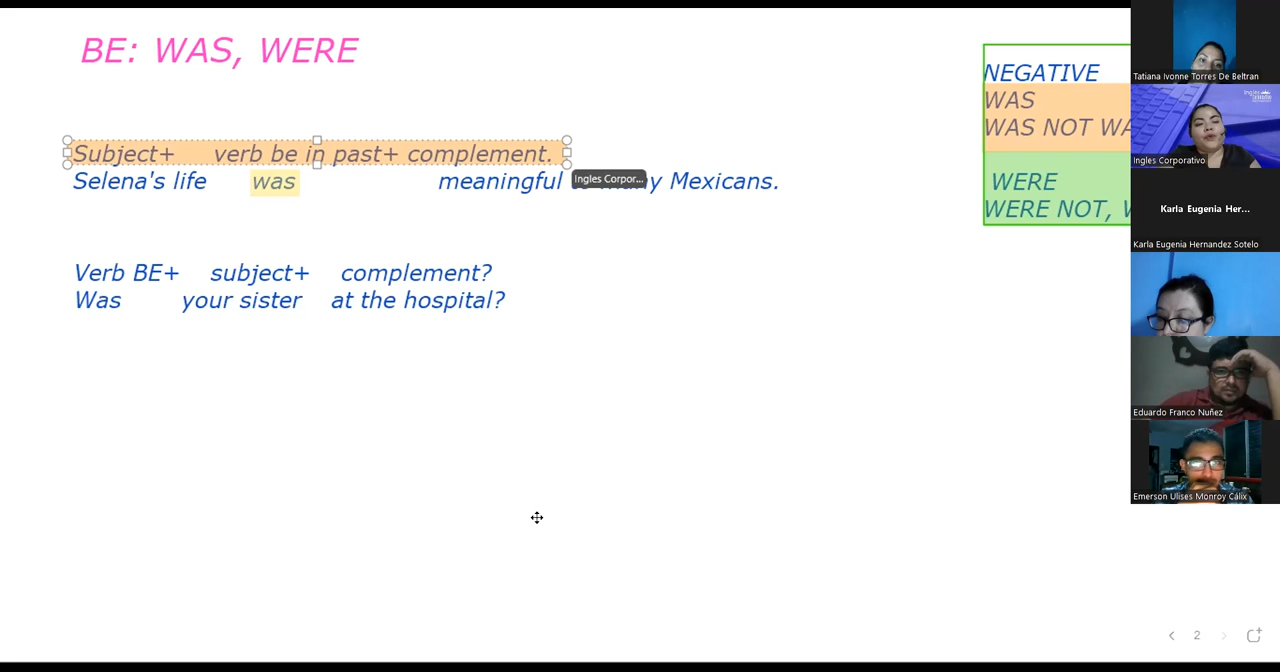 BE: WAS, WERE
NEGATIVE
WAS
WAS NOT
Subject+ verb be in past+ complement.
Selena's life was meaningful Mexicans.
Ingles Corpor...
WERE
WERE NOT,
Verb BE+ subject+ complement?
Was your sister at the hospital?
2
Tatiana Ivonne Torres De Beltran
Ingles Corporativo
Karla Eugenia Her...
Karla Eugenia Hernandez Sotelo
Eduardo Franco Nuñez
Emerson Ulises Monroy Cálix